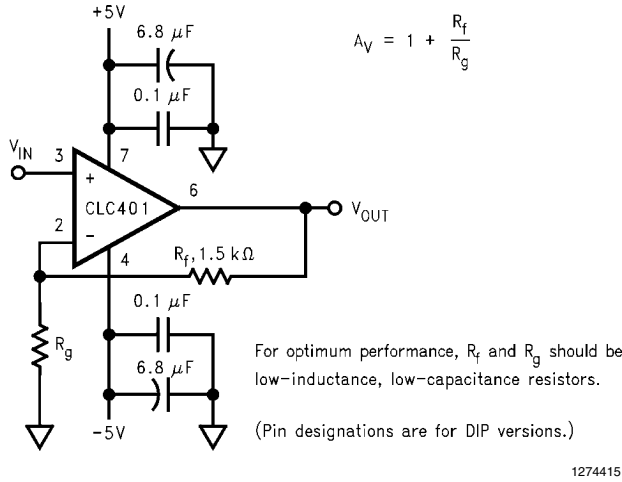 +5V
6.8 μF
0.1 μF
A_V = 1 + R_f / R_g
V_IN
3
7
+
CLC401
6
V_OUT
2
−
4
R_f, 1.5 kΩ
0.1 μF
R_g
6.8 μF
−5V
For optimum performance, R_f and R_g should be
low-inductance, low-capacitance resistors.
(Pin designations are for DIP versions.)
1274415